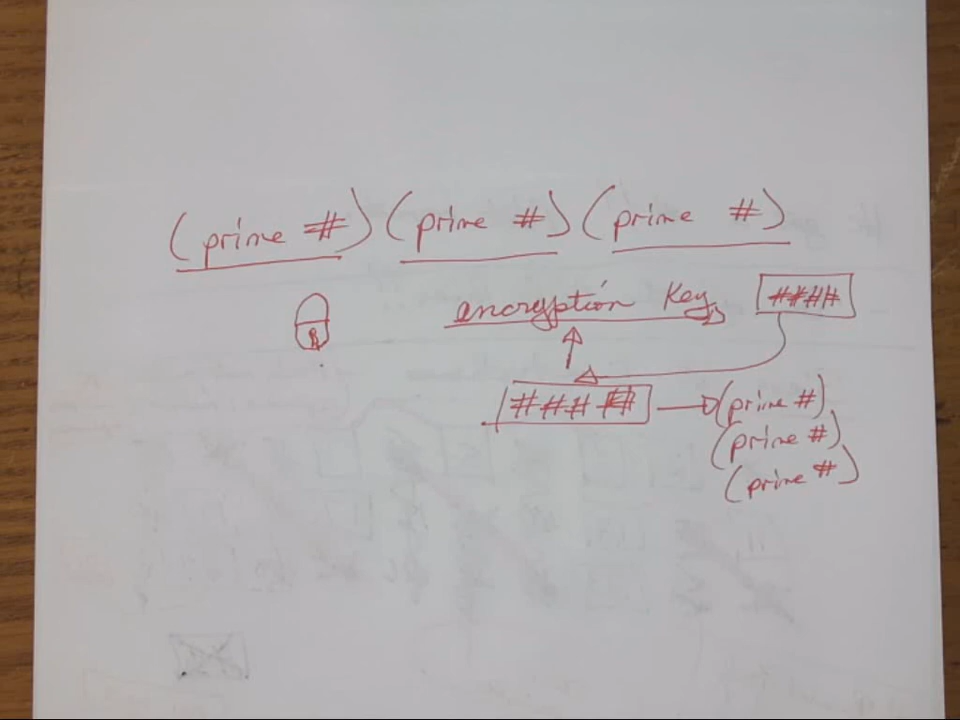 (prime #) (prime #) (prime #)
encryption Key
####
####
(prime #)
(prime #)
(prime #)